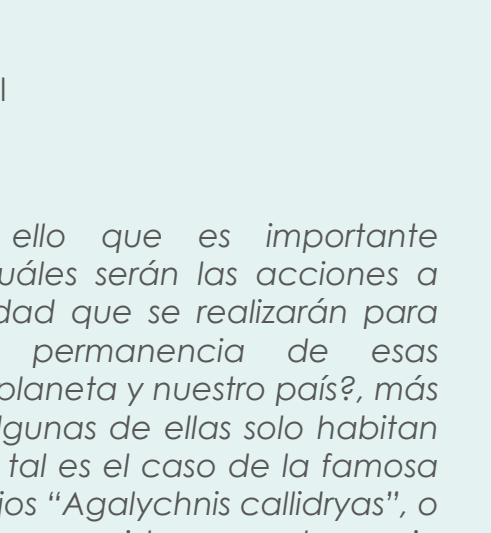 l
ello que es importante
uáles serán las acciones a
dad que se realizarán para
permanencia de esas
planeta y nuestro país?, más
lgunas de ellas solo habitan
tal es el caso de la famosa
jos “Agalychnis callidryas”, o